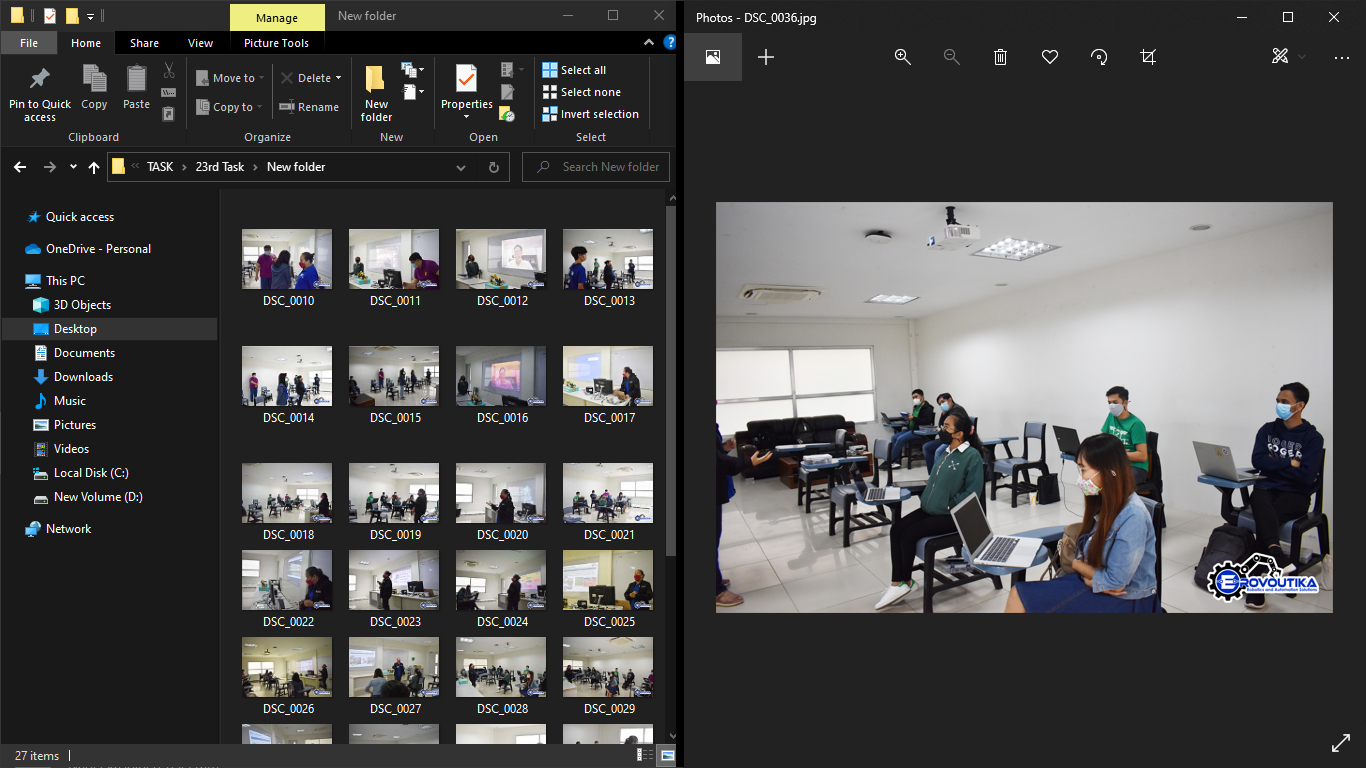 Manage
New folder
File
Home
Share
View
Picture Tools
Pin to Quick access
Copy
Paste
Move to
Copy to
Delete
Rename
New folder
Properties
Select all
Select none
Invert selection
Clipboard
Organize
New
Open
Select
TASK
23rd Task
New folder
Search New folder
Quick access
OneDrive - Personal
This PC
3D Objects
Desktop
Documents
Downloads
Music
Pictures
Videos
Local Disk (C:)
New Volume (D:)
Network
DSC_0010
DSC_0011
DSC_0012
DSC_0013
DSC_0014
DSC_0015
DSC_0016
DSC_0017
DSC_0018
DSC_0019
DSC_0020
DSC_0021
DSC_0022
DSC_0023
DSC_0024
DSC_0025
DSC_0026
DSC_0027
DSC_0028
DSC_0029
27 items
Photos - DSC_0036.jpg
EROVOUTIKA
Robotics and Automation Solutions